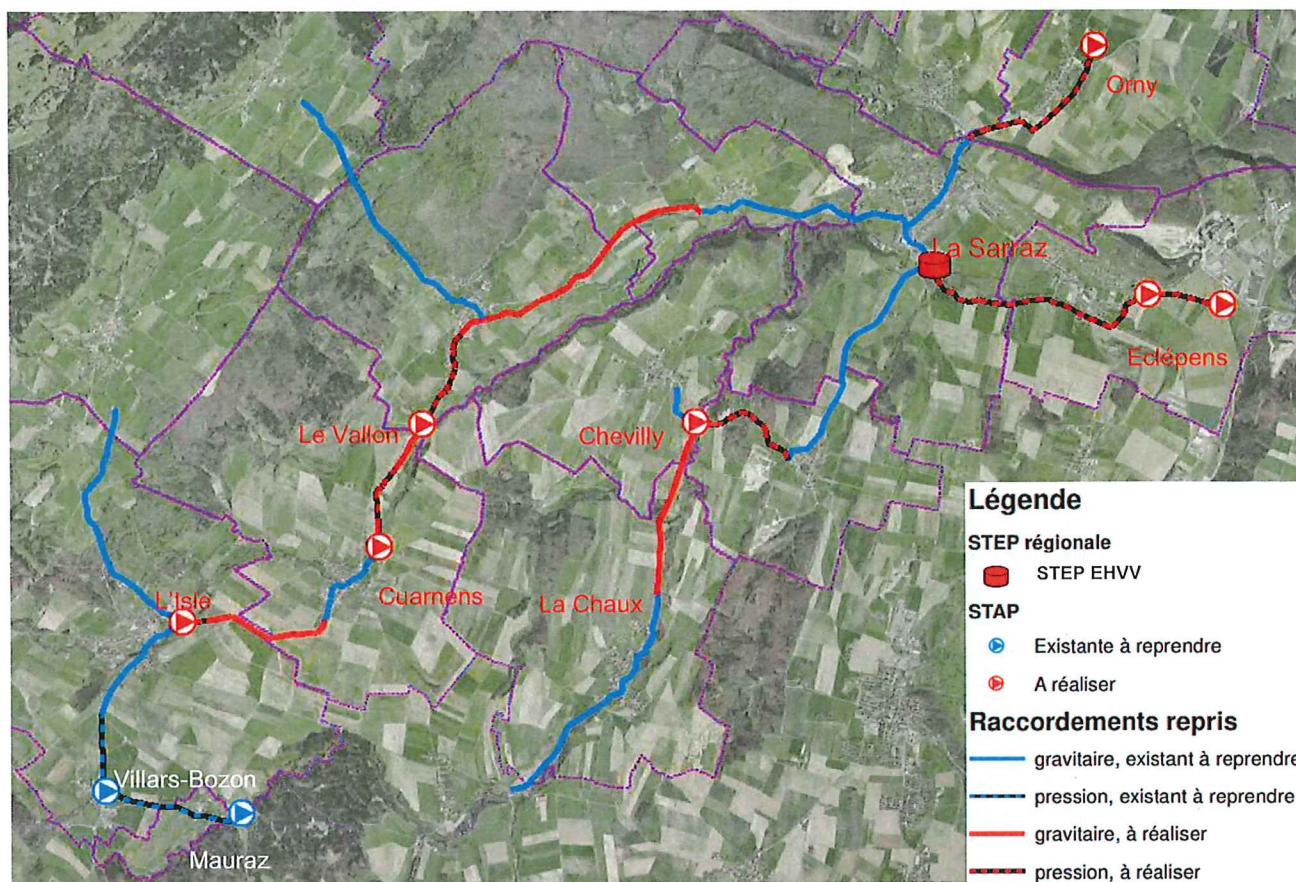 Orny
La Sarraz
Eclépens
Le Vallon
Chevilly
L'Isle
Cuarnens
La Chaux
Villars-Bozon
Mauraz
Légende
STEP régionale
STEP EHVV
STAP
Existante à reprendre
A réaliser
Raccordements repris
gravitaire, existant à reprendre
pression, existant à reprendre
gravitaire, à réaliser
pression, à réaliser